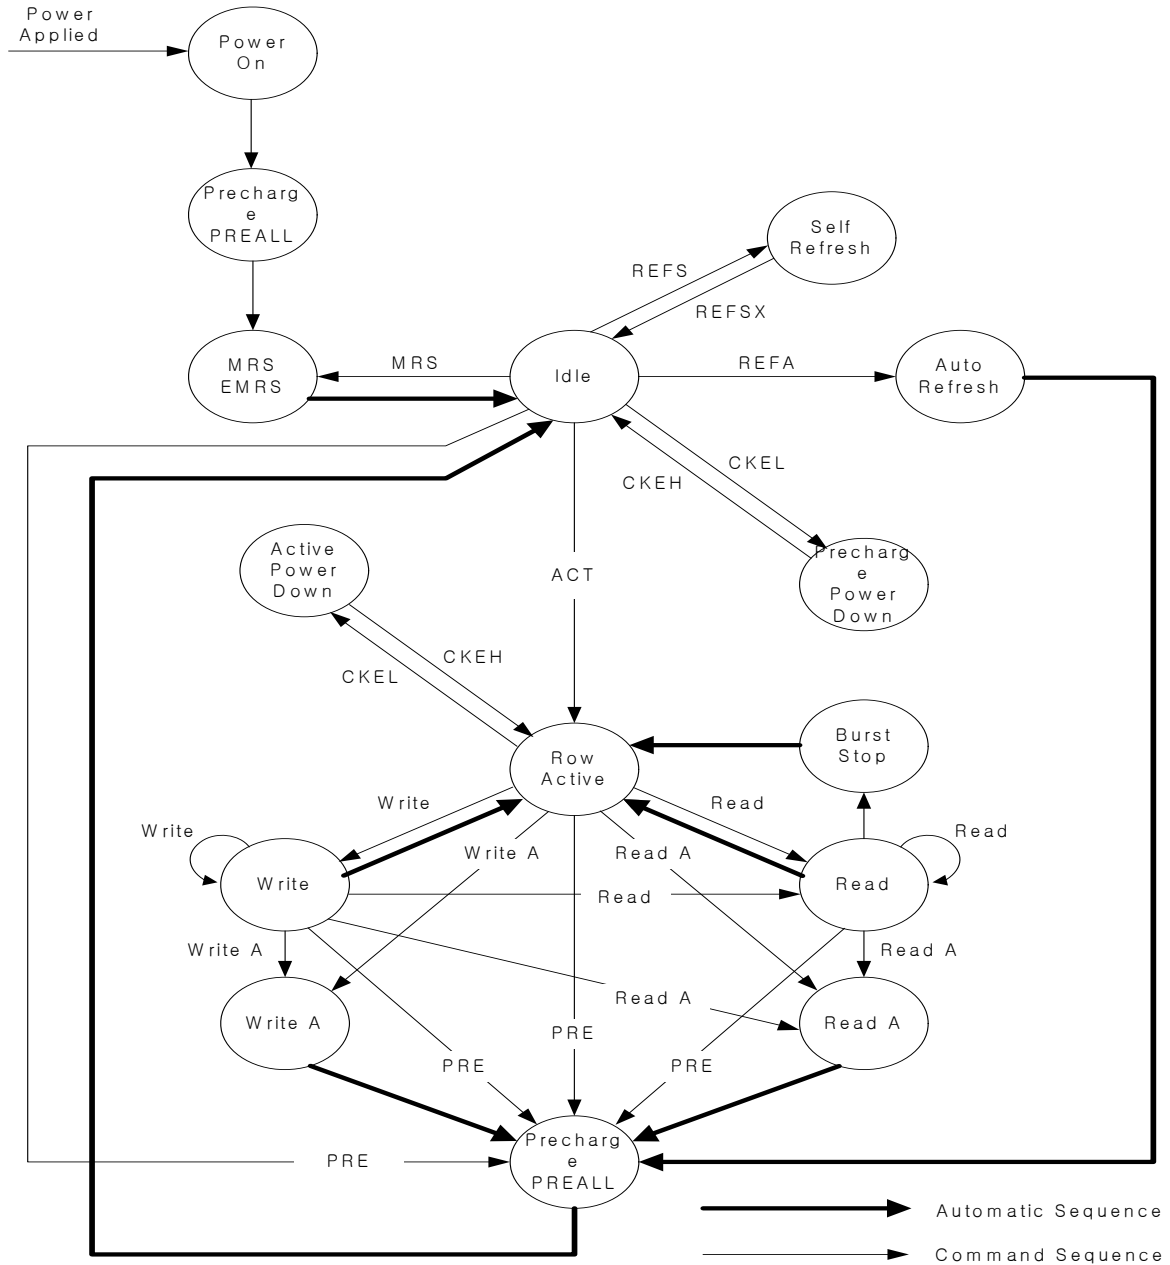 Power
Applied
Power
On
Precharg
e
PREALL
Self
Refresh
REFS
REFSX
MRS
EMRS
MRS
Idle
REFA
Auto
Refresh
CKEL
CKEH
Active
Power
Down
ACT
Precharg
e
Power
Down
CKEH
CKEL
Burst
Stop
Row
Active
Write
Read
Write
Write A
Read A
Read
Write
Read
Read
Write A
Read A
Read A
Write A
Read A
PRE
PRE
PRE
Precharg
e
PREALL
PRE
Automatic Sequence
Command Sequence